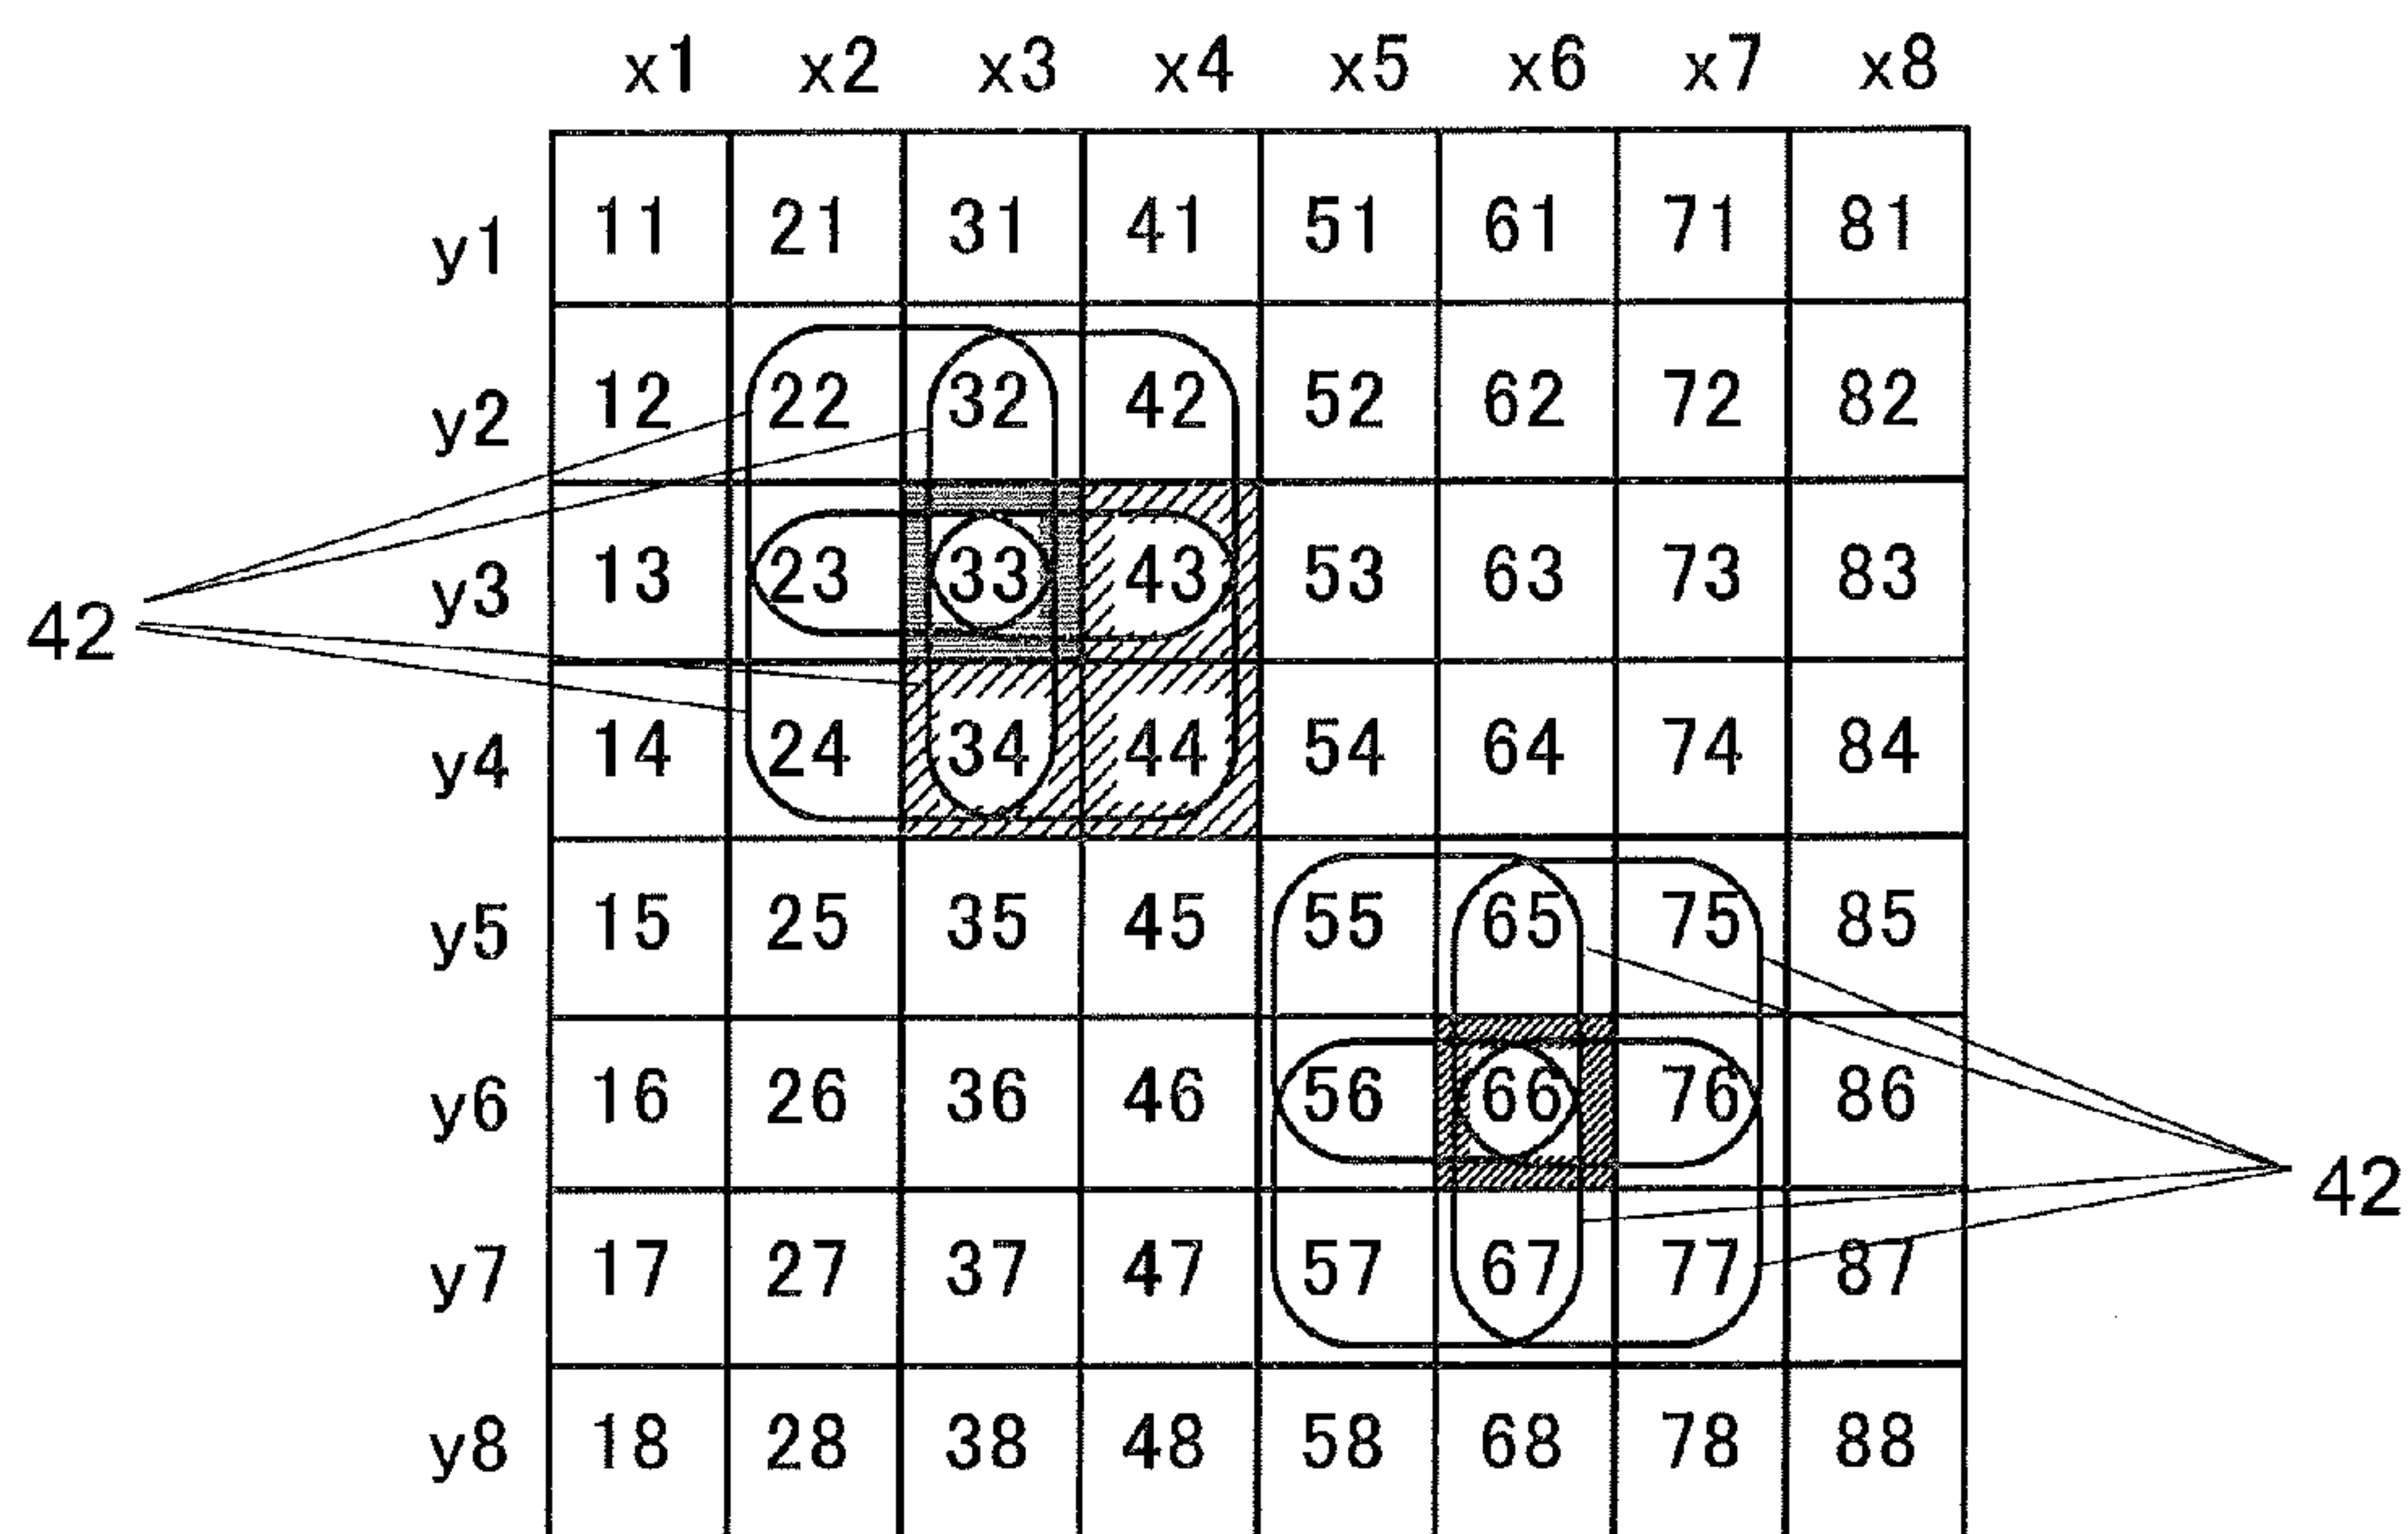 x1 x2 x3 x4 x5 x6 x7 x8
y1 11 21 31 41 51 61 71 81
y2 12 22 32 42 52 62 72 82
y3 13 23 33 43 53 63 73 83
42
y4 14 24 34 44 54 64 74 84
y5 15 25 35 45 55 65 75 85
y6 16 26 36 46 56 66 76 86
42
y7 17 27 37 47 57 67 77 87
y8 18 28 38 48 58 68 78 88